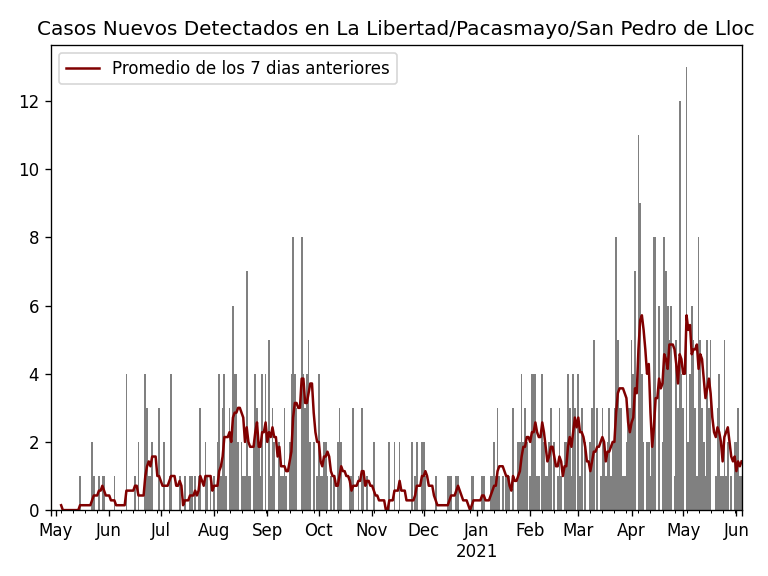 Casos Nuevos Detectados en La Libertad/Pacasmayo/San Pedro de Lloc
Promedio de los 7 dias anteriores
12
10
8
6
4
2
0
May Jun Jul Aug Sep Oct Nov Dec Jan Feb Mar Apr May Jun
2021